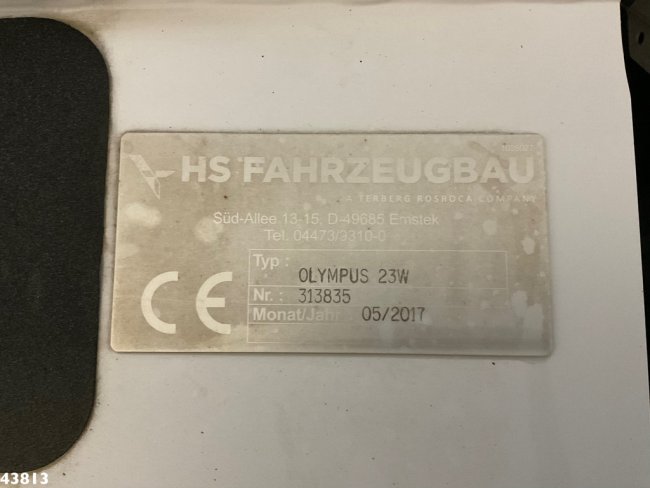 HS FAHRZEUGBAU
A TERBERG ROSROCA COMPANY
Süd-Allee 13-15, D-49685 Emstek
Tel. 04473/9310-0
Typ :
OLYMPUS 23W
Nr. : 313835
Monat/Jahr 05/2017
CE
43813